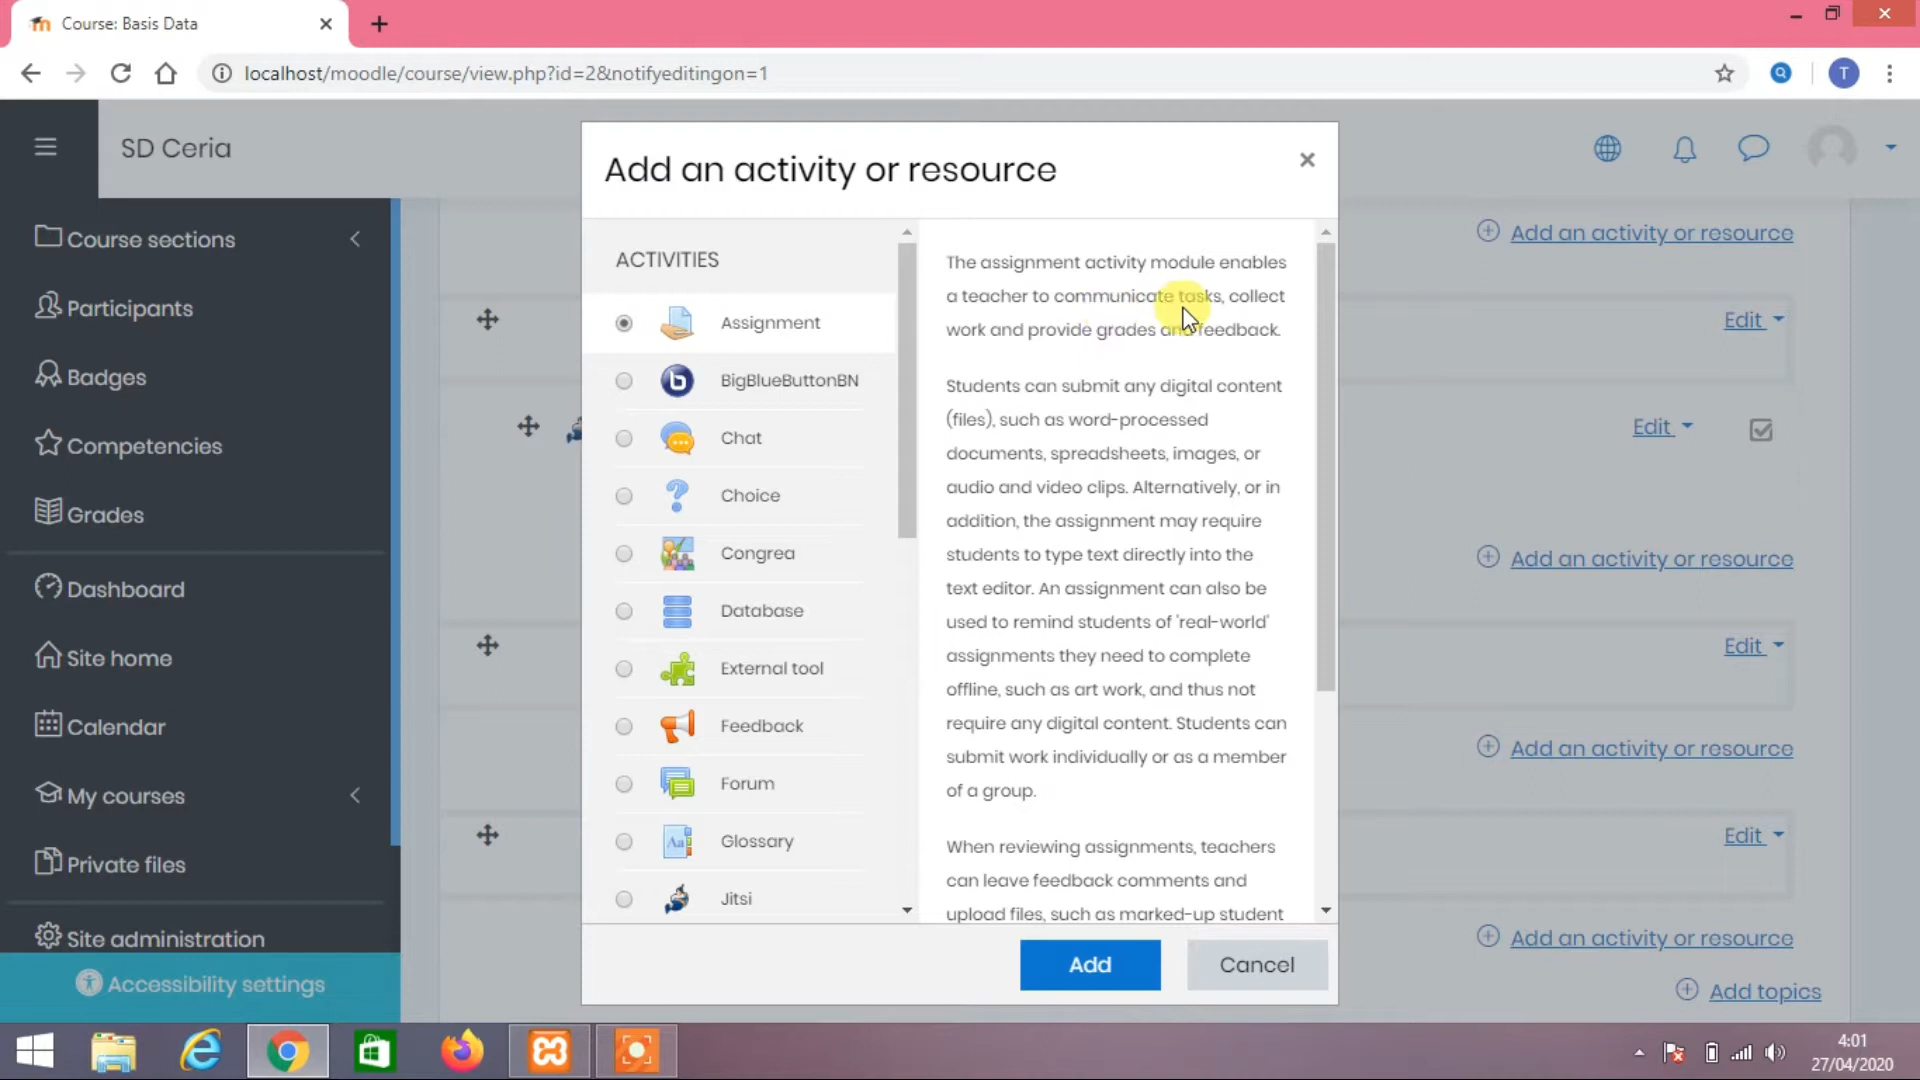 Course: Basis Data
localhost/moodle/course/view.php?id=2&notifyeditingon=1
T
SD Ceria
Course sections
Participants
Badges
Competencies
Grades
Dashboard
Site home
Calendar
My courses
Private files
Site administration
Accessibility settings
Add an activity or resource
ACTIVITIES
Assignment
BigBlueButtonBN
Chat
Choice
Congrea
Database
External tool
Feedback
Forum
Glossary
Jitsi
The assignment activity module enables
a teacher to communicate tasks, collect
work and provide grades and feedback.
Students can submit any digital content
(files), such as word-processed
documents, spreadsheets, images, or
audio and video clips. Alternatively, or in
addition, the assignment may require
students to type text directly into the
text editor. An assignment can also be
used to remind students of 'real-world'
assignments they need to complete
offline, such as art work, and thus not
require any digital content. Students can
submit work individually or as a member
of a group.
When reviewing assignments, teachers
can leave feedback comments and
upload files, such as marked-up student
Add
Cancel
Add an activity or resource
Edit
Edit
Add an activity or resource
Edit
Add an activity or resource
Edit
Add an activity or resource
Add topics
4:01
27/04/2020